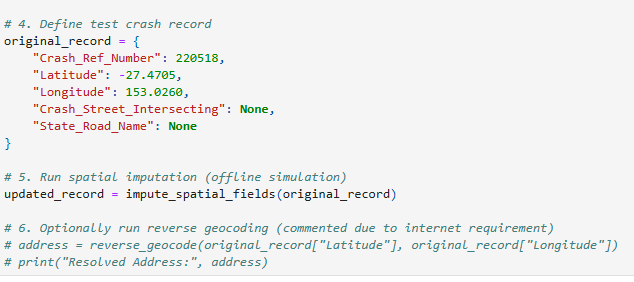 # 4. Define test crash record
original_record = {
    "Crash_Ref_Number": 220518,
    "Latitude": -27.4705,
    "Longitude": 153.0260,
    "Crash_Street_Intersecting": None,
    "State_Road_Name": None
}
# 5. Run spatial imputation (offline simulation)
updated_record = impute_spatial_fields(original_record)
# 6. Optionally run reverse geocoding (commented due to internet requirement)
# address = reverse_geocode(original_record["Latitude"], original_record["Longitude"])
# print("Resolved Address:", address)